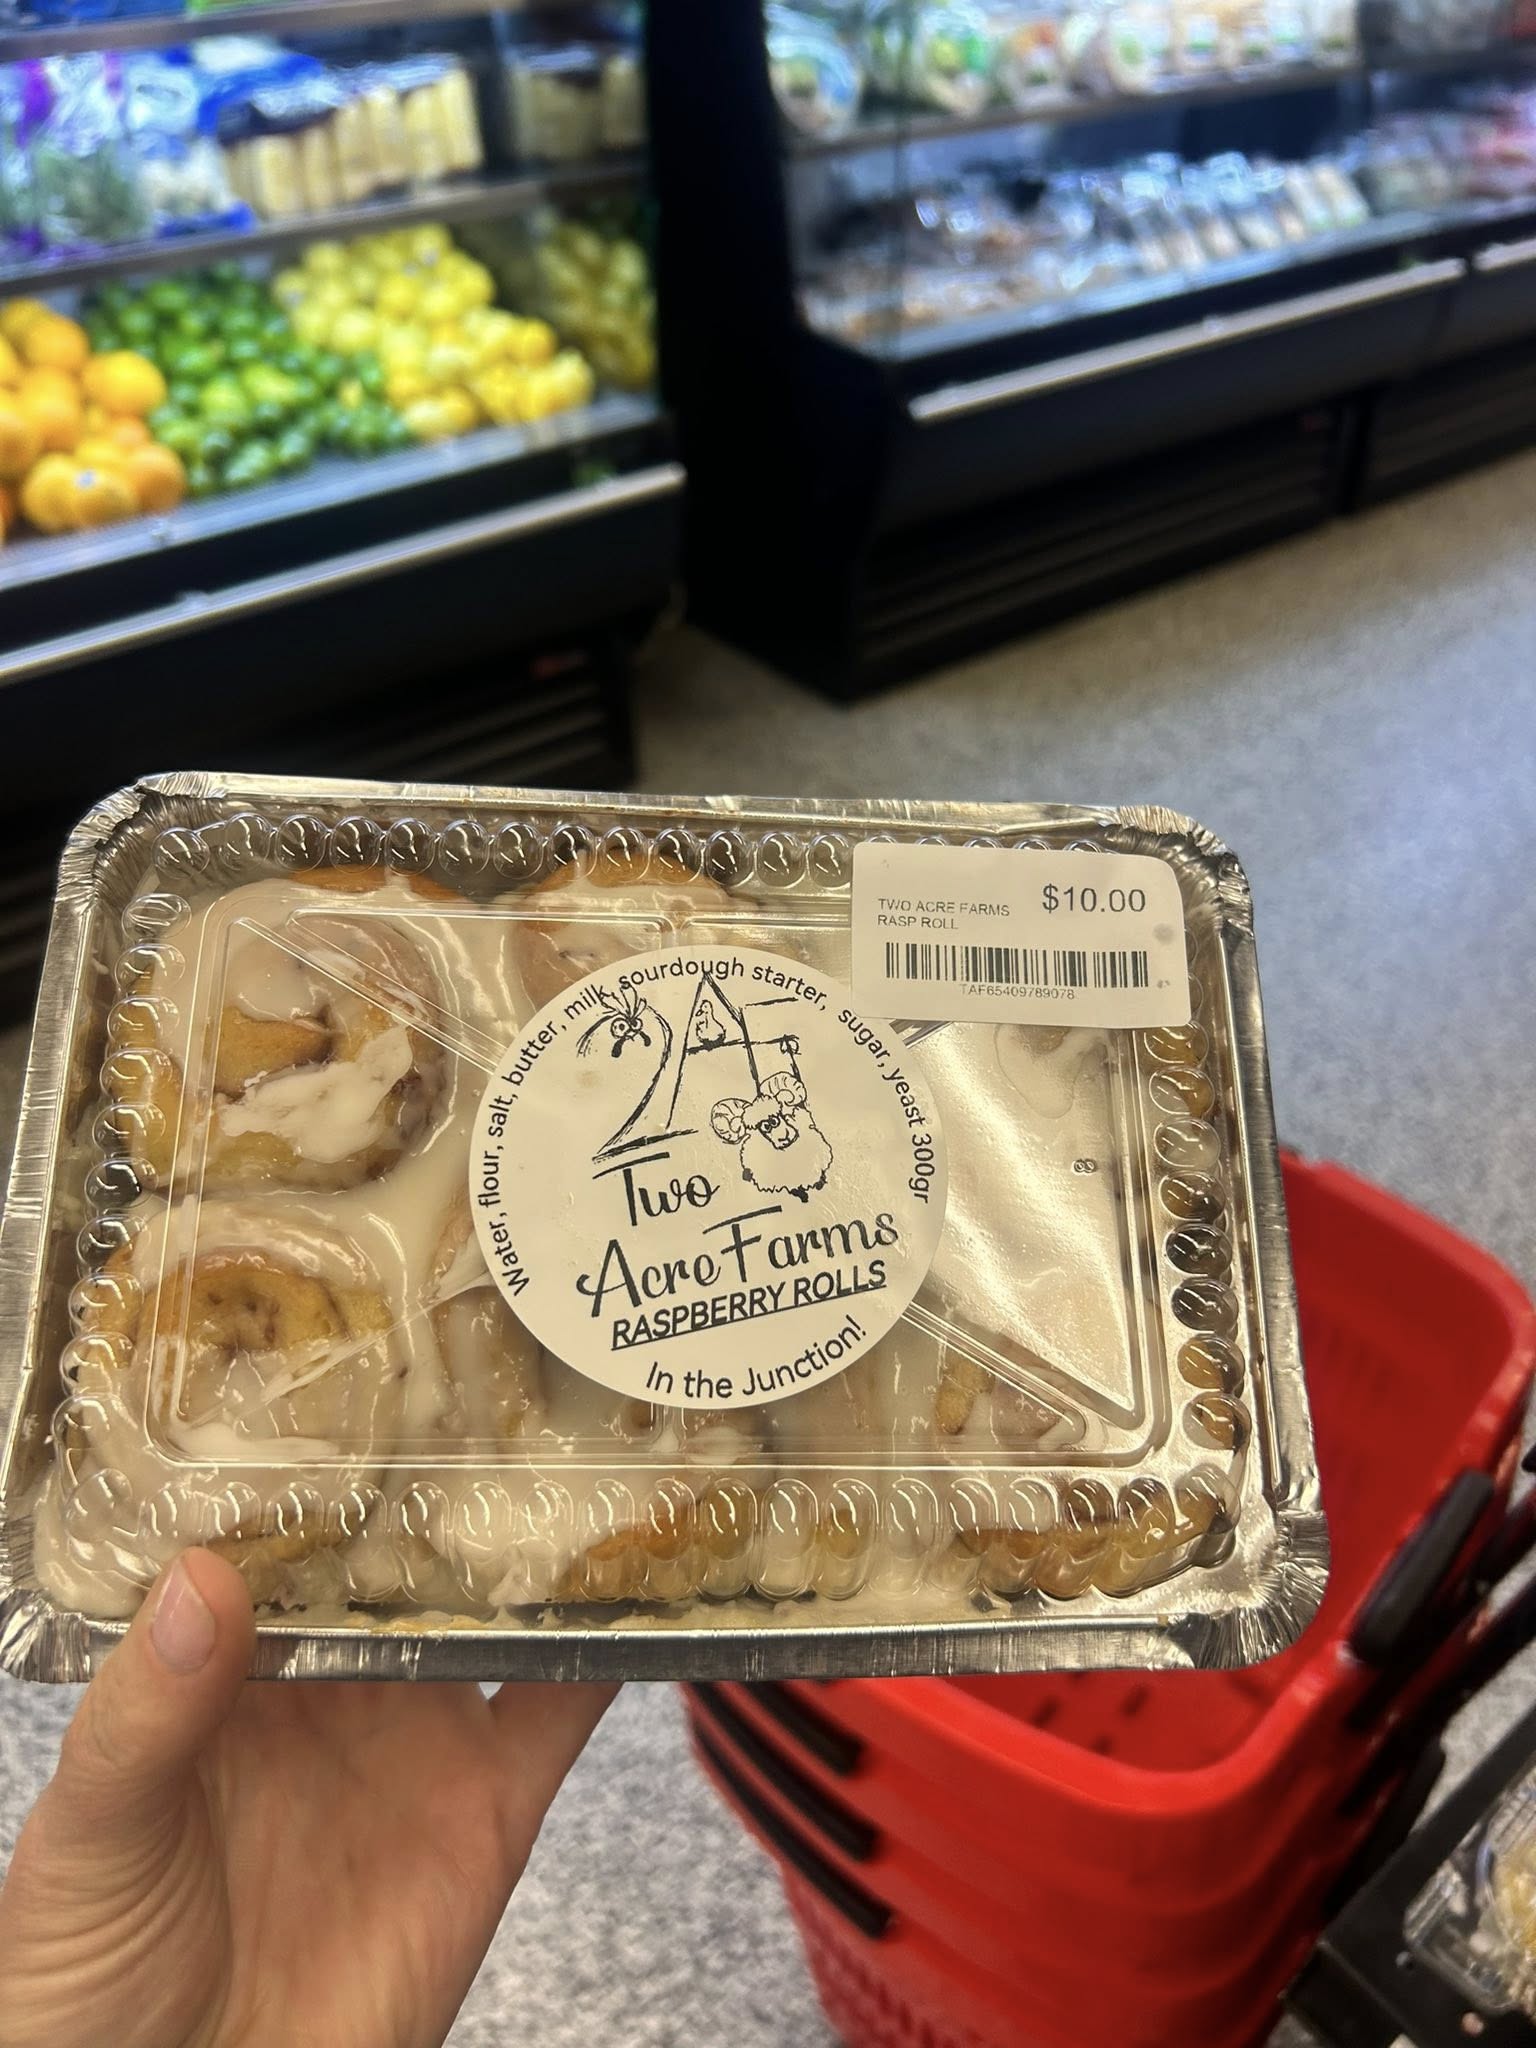 TWO ACRE FARMS
RASP ROLL
$10.00
TAF65409789078
Water, flour, salt, butter, milk, sourdough starter, sugar, yeast 300gr
2AF
Two
Acre Farms
RASPBERRY ROLLS
In the Junction!
8